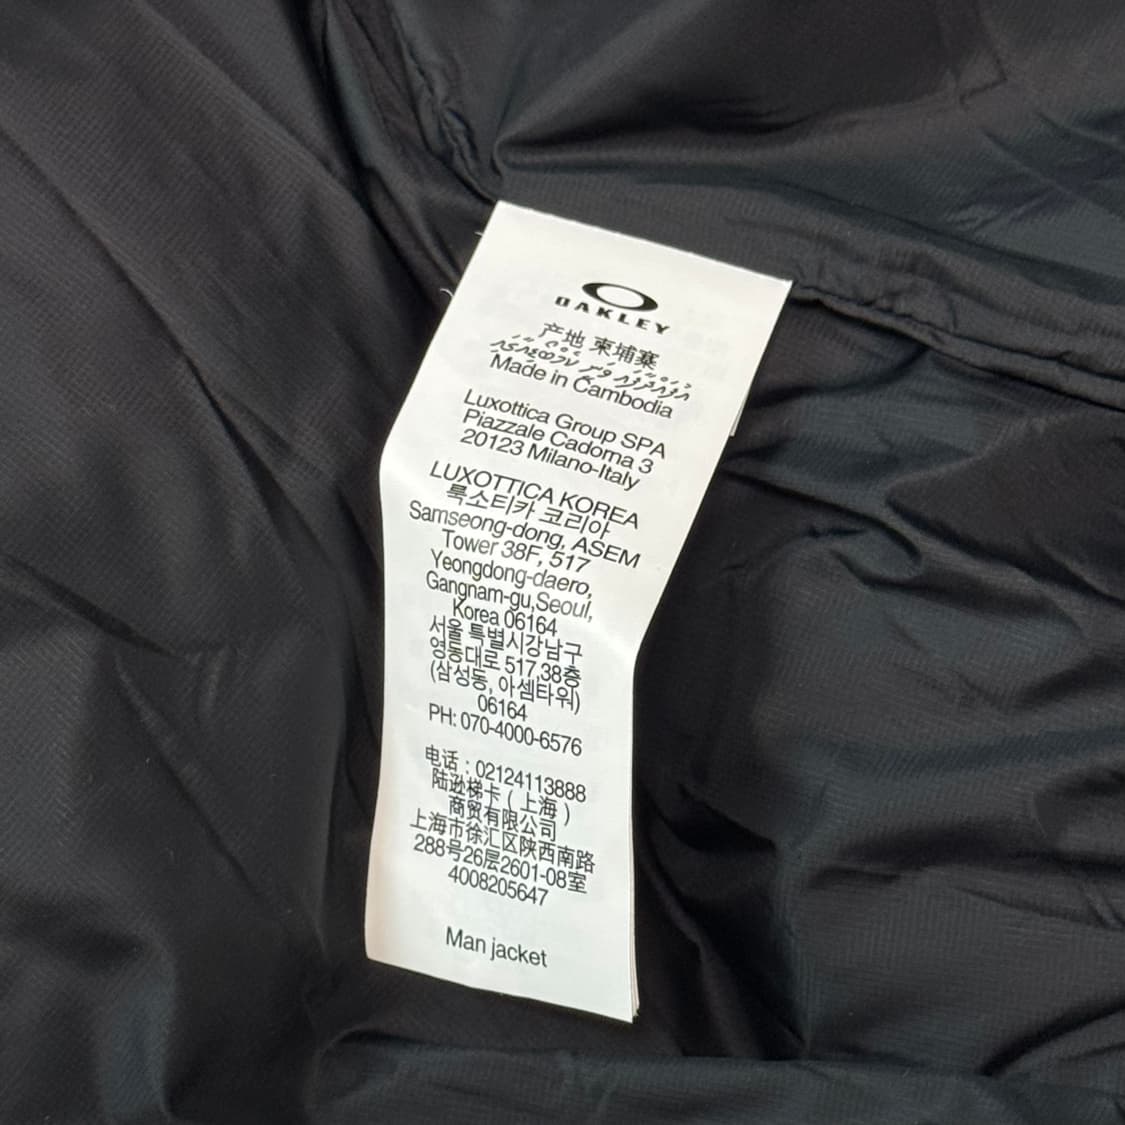 OAKLEY
产地 柬埔寨
Made in Cambodia
Luxottica Group SPA
Piazzale Cadorna 3
20123 Milano-Italy
LUXOTTICA KOREA
룩소티카 코리아
Samseong-dong, ASEM
Tower 38F, 517
Yeongdong-daero,
Gangnam-gu,Seoul,
Korea 06164
서울 특별시강남구
영동대로 517,38층
(삼성동, 아셈타워)
06164
PH: 070-4000-6576
电话：02124113888
陆逊梯卡（上海）
商贸有限公司
上海市徐汇区陕西南路
288号26层2601-08室
4008205647
Man jacket